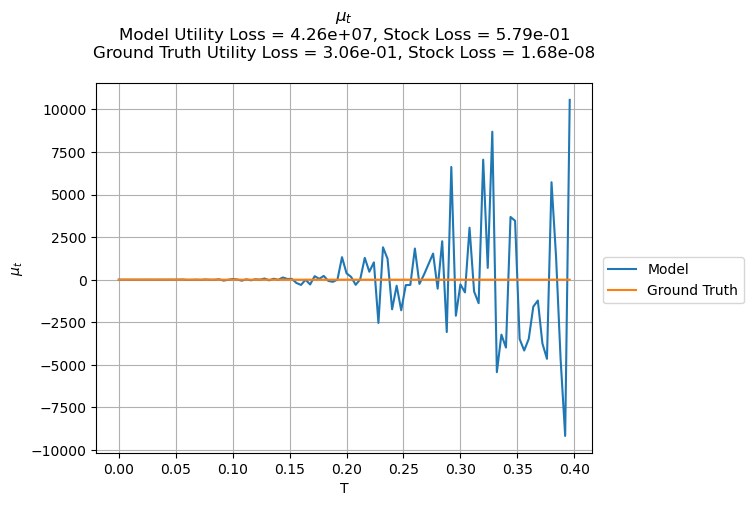 μt
Model Utility Loss = 4.26e+07, Stock Loss = 5.79e-01
Ground Truth Utility Loss = 3.06e-01, Stock Loss = 1.68e-08
10000
7500
5000
2500
0
−2500
−5000
−7500
−10000
μt
0.00 0.05 0.10 0.15 0.20 0.25 0.30 0.35 0.40
T
Model
Ground Truth